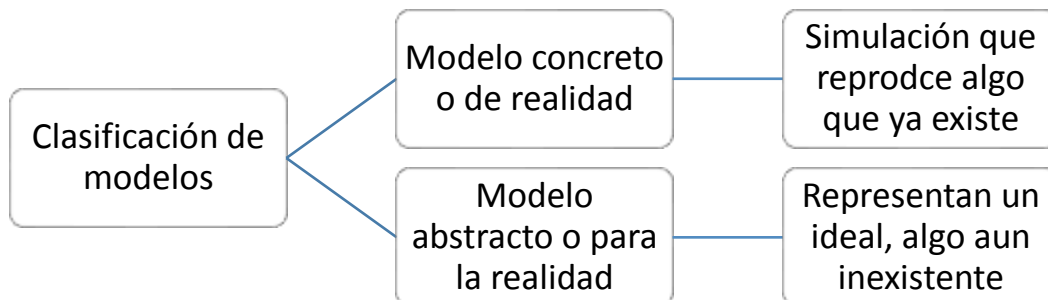 Clasificación de
modelos
Modelo concreto
o de realidad
Simulación que
reprodce algo
que ya existe
Modelo
abstracto o para
la realidad
Representan un
ideal, algo aun
inexistente